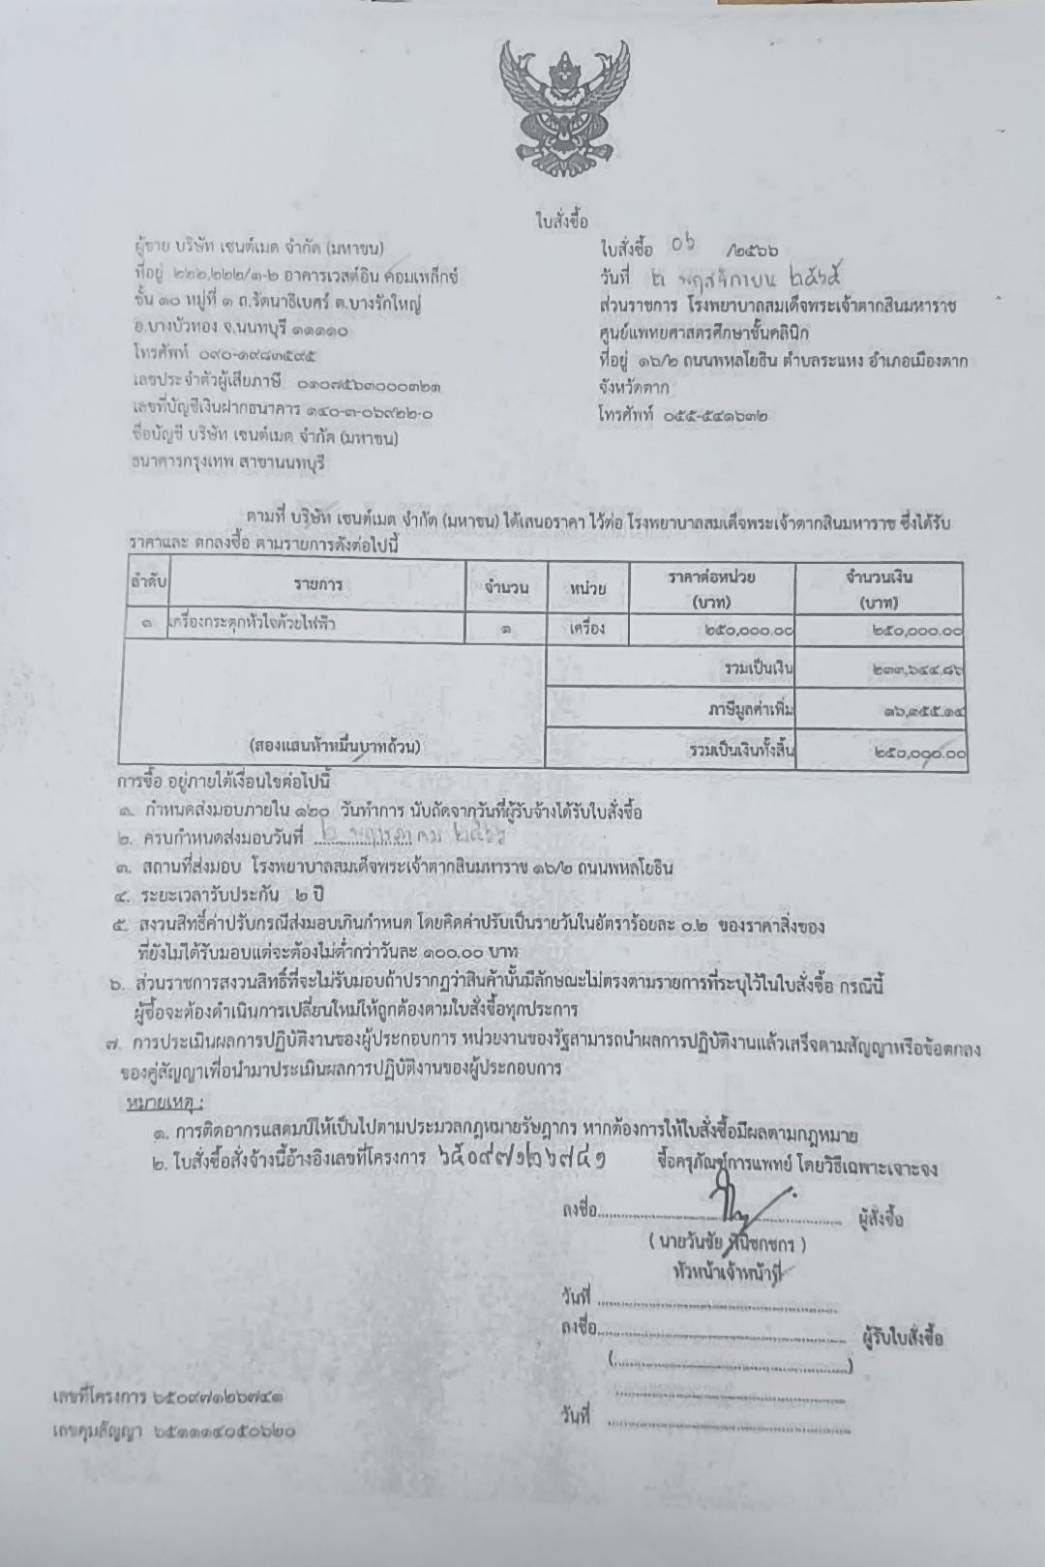 ใบสั่งซื้อ
ผู้ขาย บริษัท เซนต์เมด จำกัด (มหาชน)
ที่อยู่ ๒๒๒,๒๒๒/๑-๒ อาคารเวสต์อิน คอมเพล็กซ์
ชั้น ๑๐ หมู่ที่ ๑ ถ.รัตนาธิเบศร์ ต.บางรักใหญ่
อ.บางบัวทอง จ.นนทบุรี ๑๑๑๑๐
โทรศัพท์ ๐๙๐-๑๙๘๓๕๙๕
เลขประจำตัวผู้เสียภาษี ๐๑๐๗๕๖๓๐๐๐๓๒๑
เลขที่บัญชีเงินฝากธนาคาร ๑๔๐-๓-๐๖๙๒๒-๐
ชื่อบัญชี บริษัท เซนต์เมด จำกัด (มหาชน)
ธนาคารกรุงเทพ สาขานนทบุรี
ใบสั่งซื้อ ๐๖ /๒๕๖๖
วันที่ ๒ พฤศจิกายน ๒๕๖๕
ส่วนราชการ โรงพยาบาลสมเด็จพระเจ้าตากสินมหาราช
ศูนย์แพทยศาสตรศึกษาชั้นคลินิก
ที่อยู่ ๑๖/๒ ถนนพหลโยธิน ตำบลระแหง อำเภอเมืองตาก
จังหวัดตาก
โทรศัพท์ ๐๕๕-๕๔๑๖๓๒
ตามที่ บริษัท เซนต์เมด จำกัด (มหาชน) ได้เสนอราคา ไว้ต่อ โรงพยาบาลสมเด็จพระเจ้าตากสินมหาราช ซึ่งได้รับ
ราคาและ ตกลงซื้อ ตามรายการดังต่อไปนี้
ลำดับ รายการ จำนวน หน่วย ราคาต่อหน่วย (บาท) จำนวนเงิน (บาท)
๑ เครื่องกระตุกหัวใจด้วยไฟฟ้า ๑ เครื่อง ๒๕๐,๐๐๐.๐๐ ๒๕๐,๐๐๐.๐๐
รวมเป็นเงิน ๒๓๓,๖๔๔.๘๖
ภาษีมูลค่าเพิ่ม ๑๖,๓๕๕.๑๔
(สองแสนห้าหมื่นบาทถ้วน) รวมเป็นเงินทั้งสิ้น ๒๕๐,๐๐๐.๐๐
การซื้อ อยู่ภายใต้เงื่อนไขต่อไปนี้
๑. กำหนดส่งมอบภายใน ๑๒๐ วันทำการ นับถัดจากวันที่ผู้รับจ้างได้รับใบสั่งซื้อ
๒. ครบกำหนดส่งมอบวันที่ ๒ พฤษภาคม ๒๕๖๖
๓. สถานที่ส่งมอบ โรงพยาบาลสมเด็จพระเจ้าตากสินมหาราช ๑๖/๒ ถนนพหลโยธิน
๔. ระยะเวลารับประกัน ๒ ปี
๕. สงวนสิทธิ์ค่าปรับกรณีส่งมอบเกินกำหนด โดยคิดค่าปรับเป็นรายวันในอัตราร้อยละ ๐.๒ ของราคาสิ่งของ
ที่ยังไม่ได้รับมอบแต่จะต้องไม่ต่ำกว่าวันละ ๑๐๐.๐๐ บาท
๖. ส่วนราชการสงวนสิทธิ์ที่จะไม่รับมอบถ้าปรากฏว่าสินค้านั้นมีลักษณะไม่ตรงตามรายการที่ระบุไว้ในใบสั่งซื้อ กรณีนี้
ผู้ซื้อจะต้องดำเนินการเปลี่ยนใหม่ให้ถูกต้องตามใบสั่งซื้อทุกประการ
๗. การประเมินผลการปฏิบัติงานของผู้ประกอบการ หน่วยงานของรัฐสามารถนำผลการปฏิบัติงานแล้วเสร็จตามสัญญาหรือข้อตกลง
ของคู่สัญญาเพื่อนำมาประเมินผลการปฏิบัติงานของผู้ประกอบการ
หมายเหตุ :
๑. การติดอากรแสตมป์ให้เป็นไปตามประมวลกฎหมายรัษฎากร หากต้องการให้ใบสั่งซื้อมีผลตามกฎหมาย
๒. ใบสั่งซื้อสั่งจ้างนี้อ้างอิงเลขที่โครงการ ๖๕๐๙๗๑๒๖๗๔๑ ซื้อครุภัณฑ์การแพทย์ โดยวิธีเฉพาะเจาะจง
ลงชื่อ ผู้สั่งซื้อ
( นายวันชัย )
หัวหน้าเจ้าหน้าที่
วันที่
ลงชื่อ ผู้รับใบสั่งซื้อ
( )
วันที่
เลขที่โครงการ ๖๕๐๙๗๑๒๖๗๔๑
เลขคุมสัญญา ๖๕๑๑๑๔๐๕๐๖๒๐